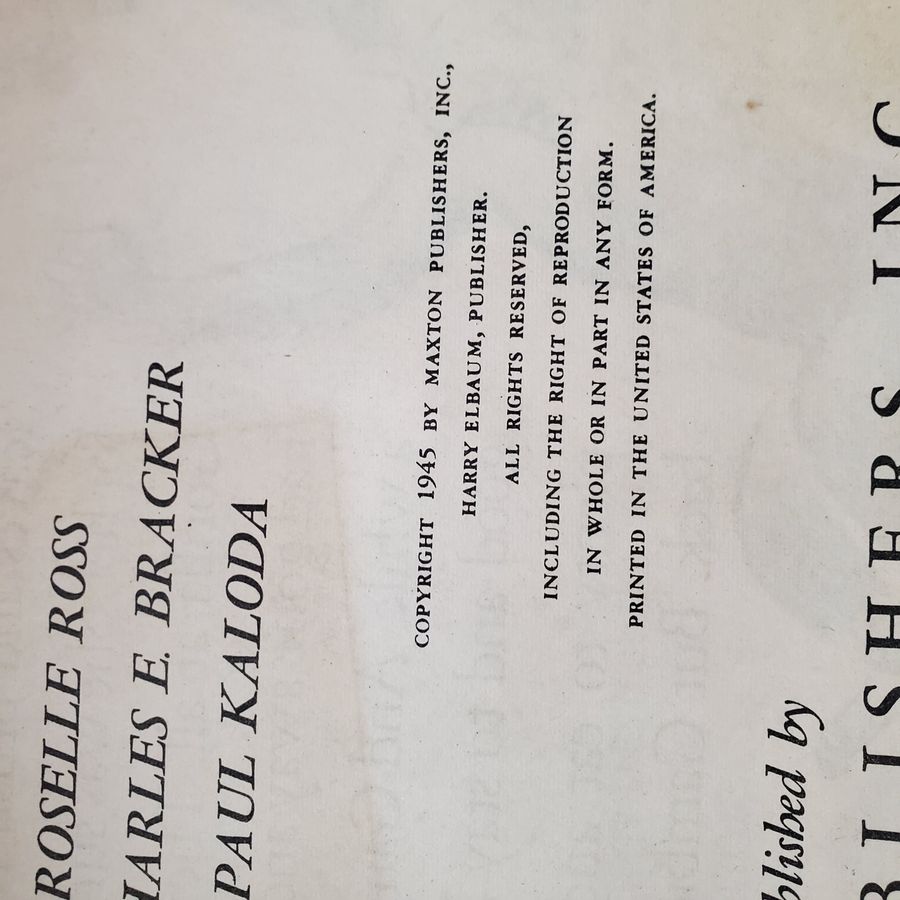 ROSELLE ROSS
HARLES E. BRACKER
PAUL KALODA
COPYRIGHT 1945 BY MAXTON PUBLISHERS, INC.,
HARRY ELBAUM, PUBLISHER.
ALL RIGHTS RESERVED,
INCLUDING THE RIGHT OF REPRODUCTION
IN WHOLE OR IN PART IN ANY FORM.
PRINTED IN THE UNITED STATES OF AMERICA.
blished by
BLISHERS INC